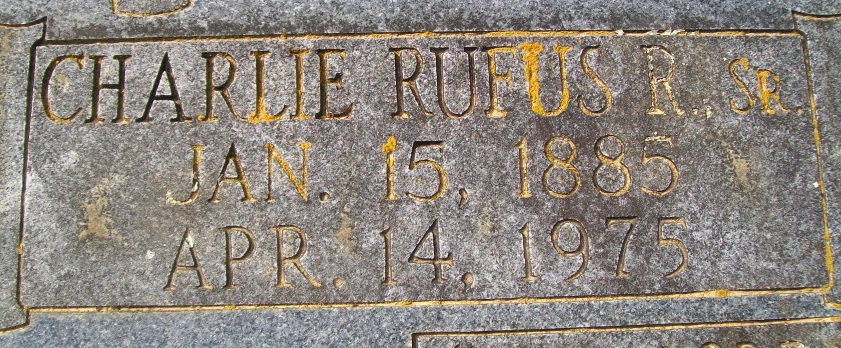 CHARLIE RUFUS R., SR.
JAN. 15, 1885
APR. 14, 1975